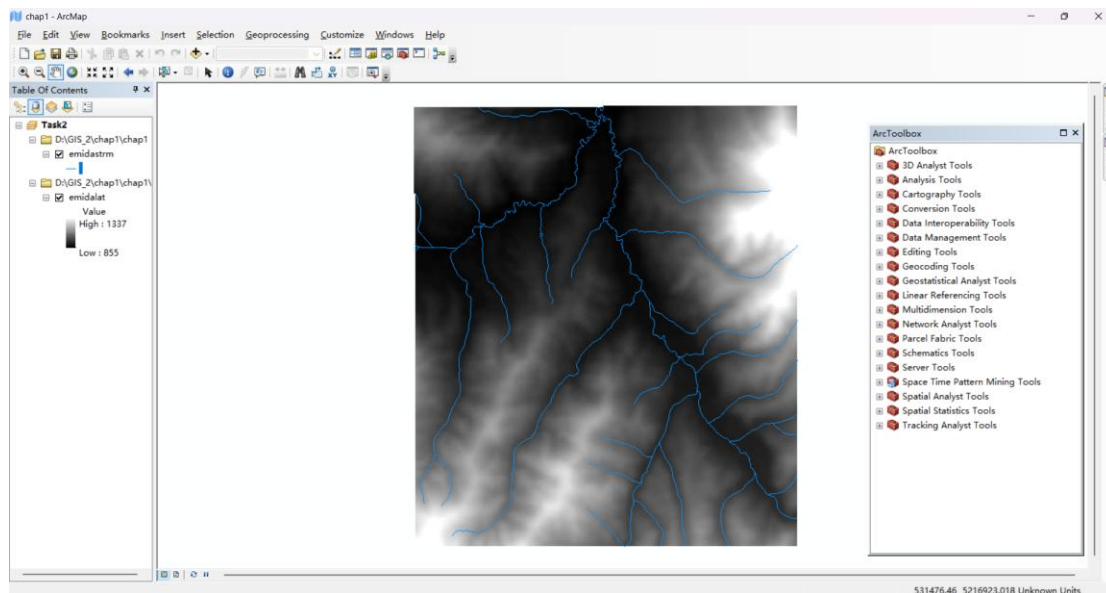 chap1 - ArcMap
File Edit View Bookmarks Insert Selection Geoprocessing Customize Windows Help
Table Of Contents
Task2
D:\GIS_2\chap1\chap1
emidastrm
D:\GIS_2\chap1\chap1\
emidalat
Value
High : 1337
Low : 855
ArcToolbox
ArcToolbox
3D Analyst Tools
Analysis Tools
Cartography Tools
Conversion Tools
Data Interoperability Tools
Data Management Tools
Editing Tools
Geocoding Tools
Geostatistical Analyst Tools
Linear Referencing Tools
Multidimension Tools
Network Analyst Tools
Parcel Fabric Tools
Schematics Tools
Server Tools
Space Time Pattern Mining Tools
Spatial Analyst Tools
Spatial Statistics Tools
Tracking Analyst Tools
531476.46 5216923.018 Unknown Units